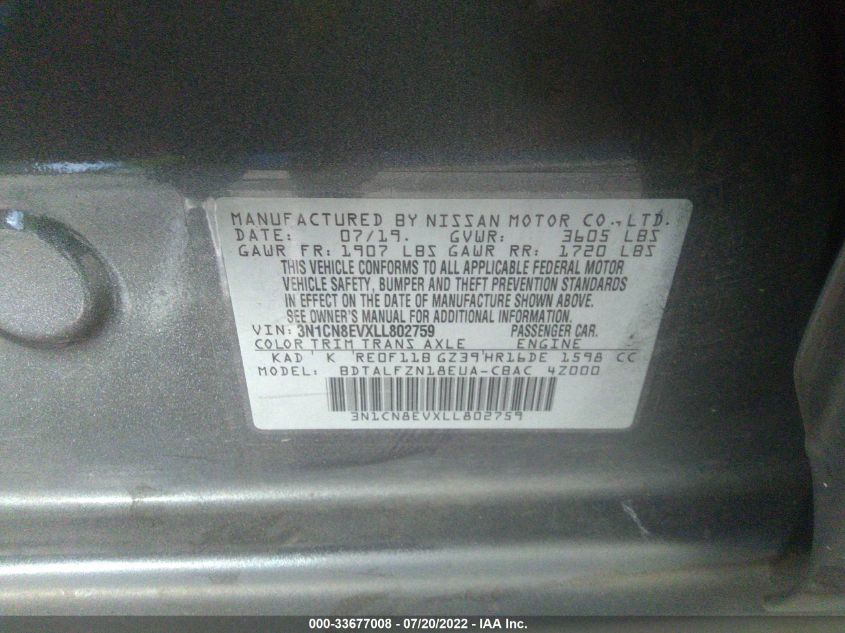 MANUFACTURED BY NISSAN MOTOR CO., LTD.
DATE: 07/19. GVWR: 3605 LBS
GAWR FR: 1907 LBS GAWR RR: 1720 LBS
THIS VEHICLE CONFORMS TO ALL APPLICABLE FEDERAL MOTOR
VEHICLE SAFETY, BUMPER AND THEFT PREVENTION STANDARDS
IN EFFECT ON THE DATE OF MANUFACTURE SHOWN ABOVE.
SEE OWNER'S MANUAL FOR ADDITIONAL INFORMATION.
VIN: 3N1CN8EVXLL802759 PASSENGER CAR.
COLOR TRIM TRANS AXLE ENGINE
KAD ' K 'RE0F11B GZ39'HR16DE 1598 CC
MODEL: BDTALFZN18EUA-CBAC 4Z000
3N1CN8EVXLL802759
000-33677008 - 07/20/2022 - IAA Inc.